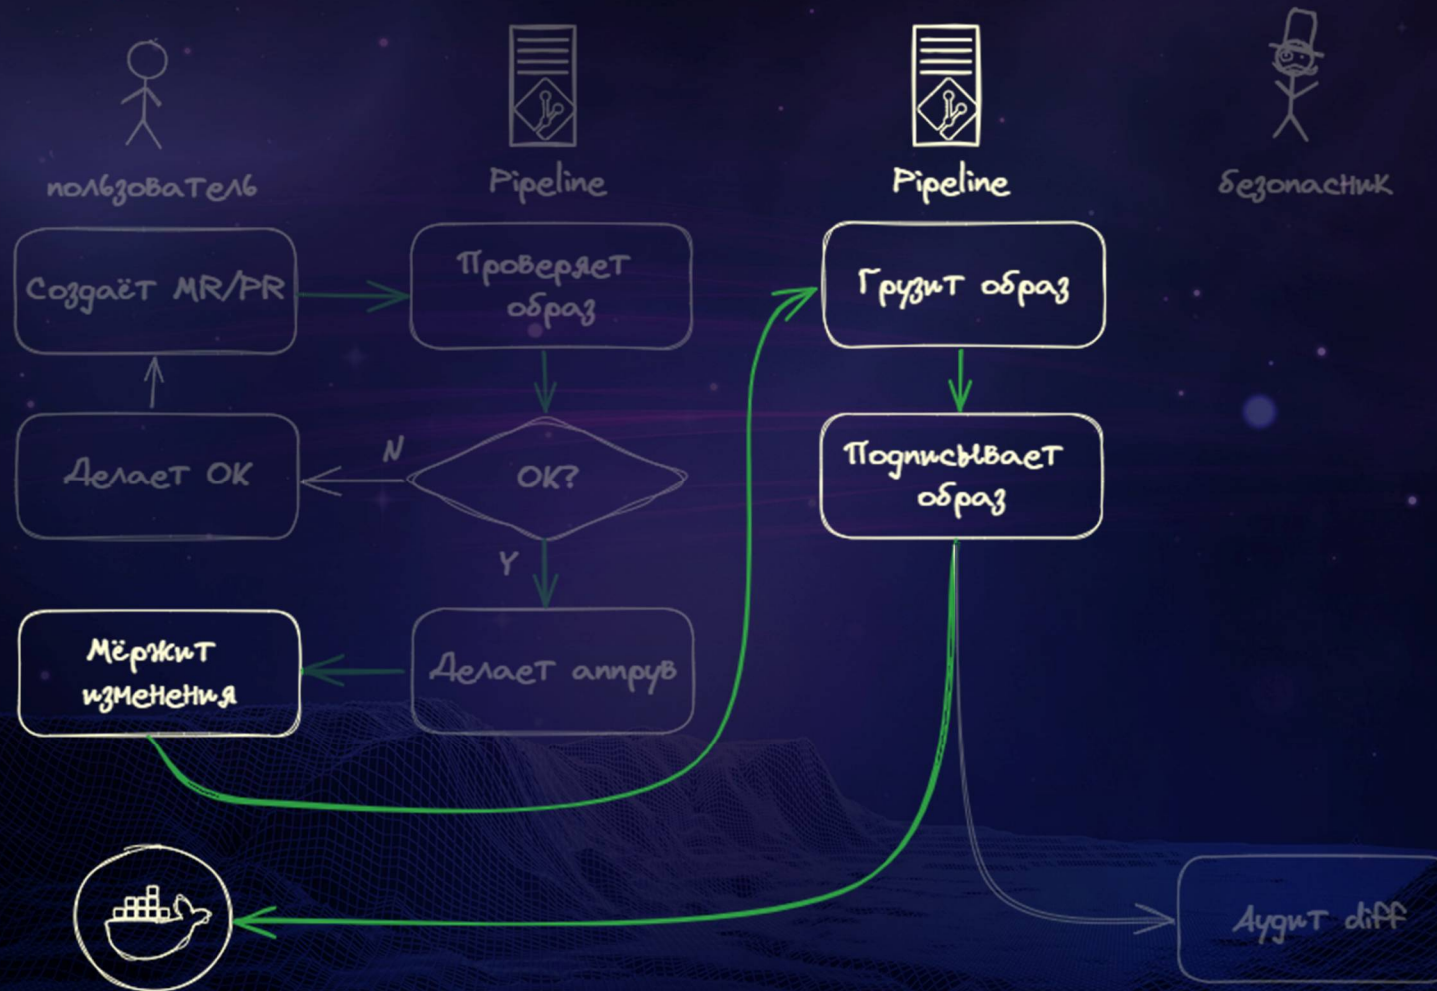 пользователь
Pipeline
Pipeline
безопасник
Создаёт MR/PR
Проверяет
образ
Грузит образ
Делает ОК
N
OK?
Подписывает
образ
Y
Мёржит
изменения
Делает аппрув
Аудит diff